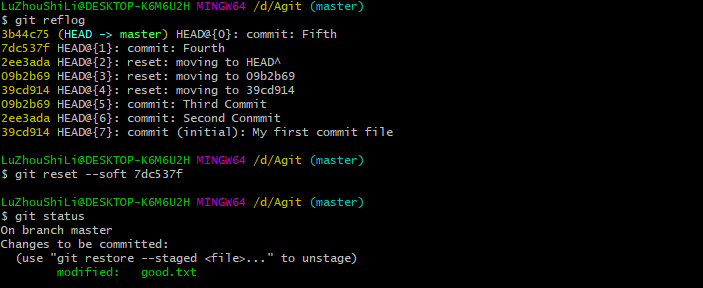 LuZhouShiLi@DESKTOP-K6M6U2H MINGW64 /d/Agit (master)
$ git reflog
3b44c75 (HEAD -> master) HEAD@{0}: commit: Fifth
7dc537f HEAD@{1}: commit: Fourth
2ee3ada HEAD@{2}: reset: moving to HEAD^
09b2b69 HEAD@{3}: reset: moving to 09b2b69
39cd914 HEAD@{4}: reset: moving to 39cd914
09b2b69 HEAD@{5}: commit: Third Commit
2ee3ada HEAD@{6}: commit: Second Conmmit
39cd914 HEAD@{7}: commit (initial): My first commit file
LuZhouShiLi@DESKTOP-K6M6U2H MINGW64 /d/Agit (master)
$ git reset --soft 7dc537f
LuZhouShiLi@DESKTOP-K6M6U2H MINGW64 /d/Agit (master)
$ git status
On branch master
Changes to be committed:
  (use "git restore --staged <file>..." to unstage)
        modified:   good.txt